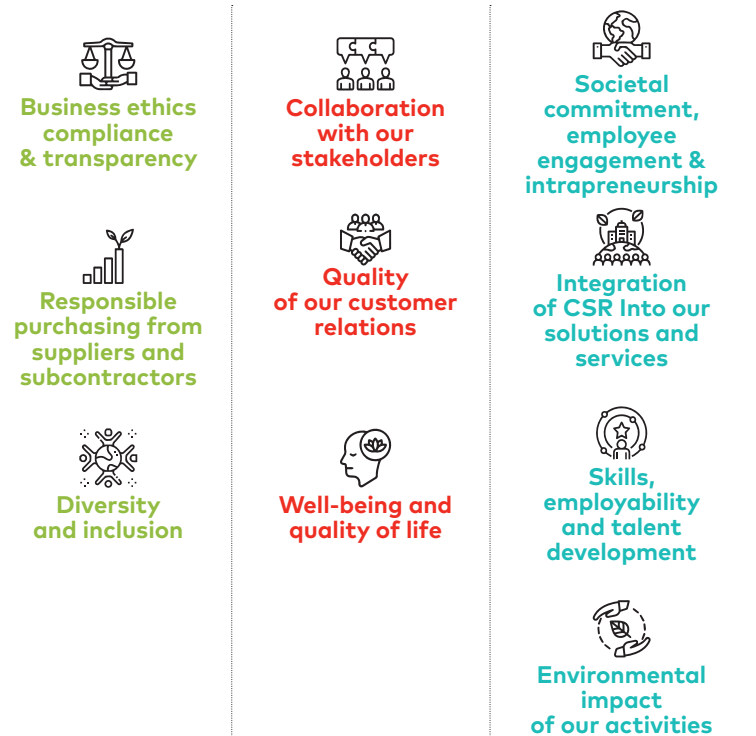 Business ethics
compliance
& transparency
Responsible
purchasing from
suppliers and
subcontractors
Diversity
and inclusion
Collaboration
with our
stakeholders
Quality
of our customer
relations
Well-being and
quality of life
Societal
commitment,
employee
engagement &
intrapreneurship
Integration
of CSR Into our
solutions and
services
Skills,
employability
and talent
development
Environmental
impact
of our activities